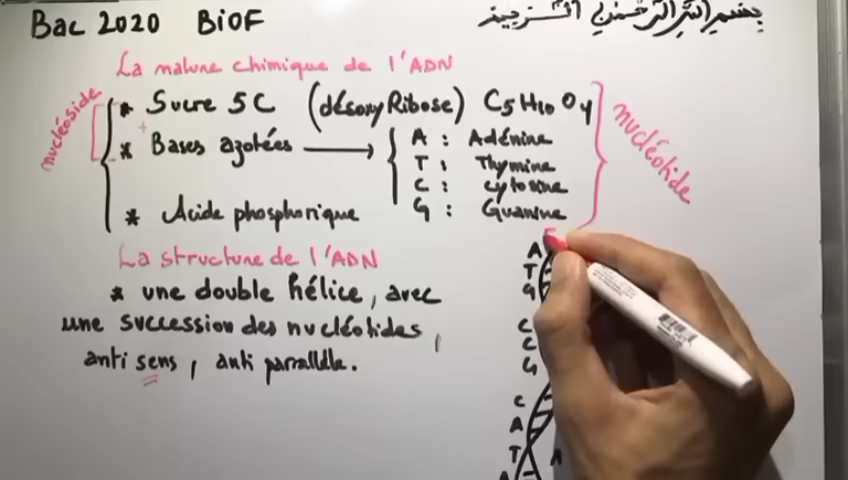 Bac 2020 BiOF
بسم الله الرحمن الرحيم
La nature chimique de l'ADN
nucléoside
* Sucre 5C (désoxyRibose) C5H10O4
* Bases azotées → A : Adénine
T : Thymine
C : cytosine
G : Guanine
* Acide phosphorique
nucléotide
La structure de l'ADN
* une double hélice, avec
une succession des nucléotides,
anti sens, anti parallèle.
A
T
G
C
C
G
C
A
T A
A